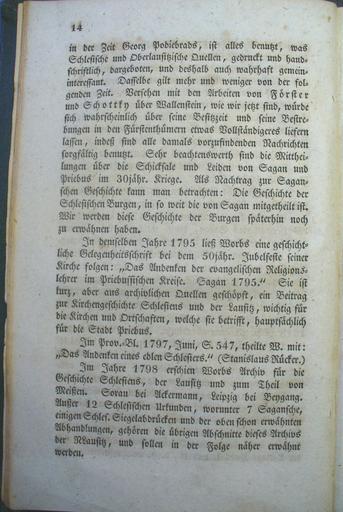 14
in der Zeit Georg Podiebrads, ist alles benutzt, was
Schlesische und Oberlausitzische Quellen, gedruckt und hand-
schriftlich, dargeboten, und deshalb auch wahrhaft gemein-
interessant. Dasselbe gilt mehr und weniger von der fol-
genden Zeit. Versehen mit den Arbeiten von Förster
und Schottky über Wallenstein, wie wir jetzt sind, würde
sich wahrscheinlich über seine Besitzzeit und seine Bestre-
bungen in den Fürstenthümern etwas Vollständigeres liefern
lassen, indeß sind alle damals vorzufindenden Nachrichten
sorgfältig benutzt. Sehr beachtenswerth sind die Mitthei-
lungen über die Schicksale und Leiden von Sagan und
Priebus im 30jähr. Kriege. Als Nachtrag zur Sagan-
schen Geschichte kann man betrachten: Die Geschichte der
Schlesischen Burgen, in so weit die von Sagan mitgetheilt ist.
Wir werden diese Geschichte der Burgen späterhin noch
zu erwähnen haben.
In demselben Jahre 1795 ließ Worbs eine geschicht-
liche Gelegenheitsschrift bei dem 50jähr. Jubelfeste seiner
Kirche folgen: „Das Andenken der evangelischen Religions-
lehrer im Priebusischen Kreise. Sagan 1795.“ Sie ist
kurz, aber aus archivlichen Quellen geschöpft, ein Beitrag
zur Kirchengeschichte Schlesiens und der Lausitz, wichtig für
die Kirchen und Ortschaften, welche sie betrifft, hauptsächlich
für die Stadt Priebus.
Im Prov.-Bl. 1797, Juni, S. 547, theilte W. mit:
„Das Andenken eines edlen Schlosiers.“ (Stanislaus Rücker.)
Im Jahre 1798 erschien Worbs Archiv für die
Geschichte Schlesiens, der Lausitz und zum Theil von
Meißen. Sorau bei Ackermann, Leipzig bei Beygang.
Außer 12 Schlesischen Urkunden, worunter 7 Sagansche,
einigen Schles. Siegelabdrücken und der oben schon erwähnten
Abhandlungen, gehören die übrigen Abschnitte dieses Archivs
der NLausitz, und sollen in der Folge näher erwähnt
werden.